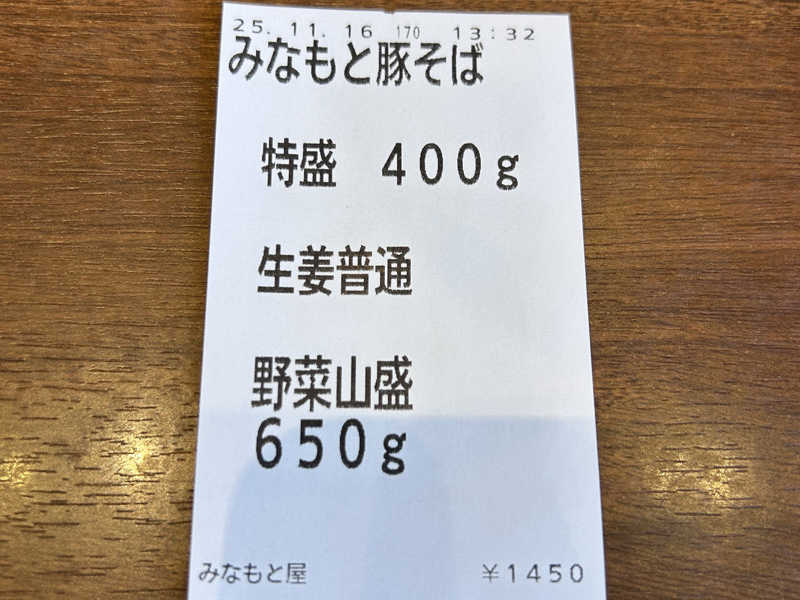 25.11.16 170 13:32
みなもと豚そば
特盛 400g
生姜普通
野菜山盛
650g
みなもと屋 ¥1450